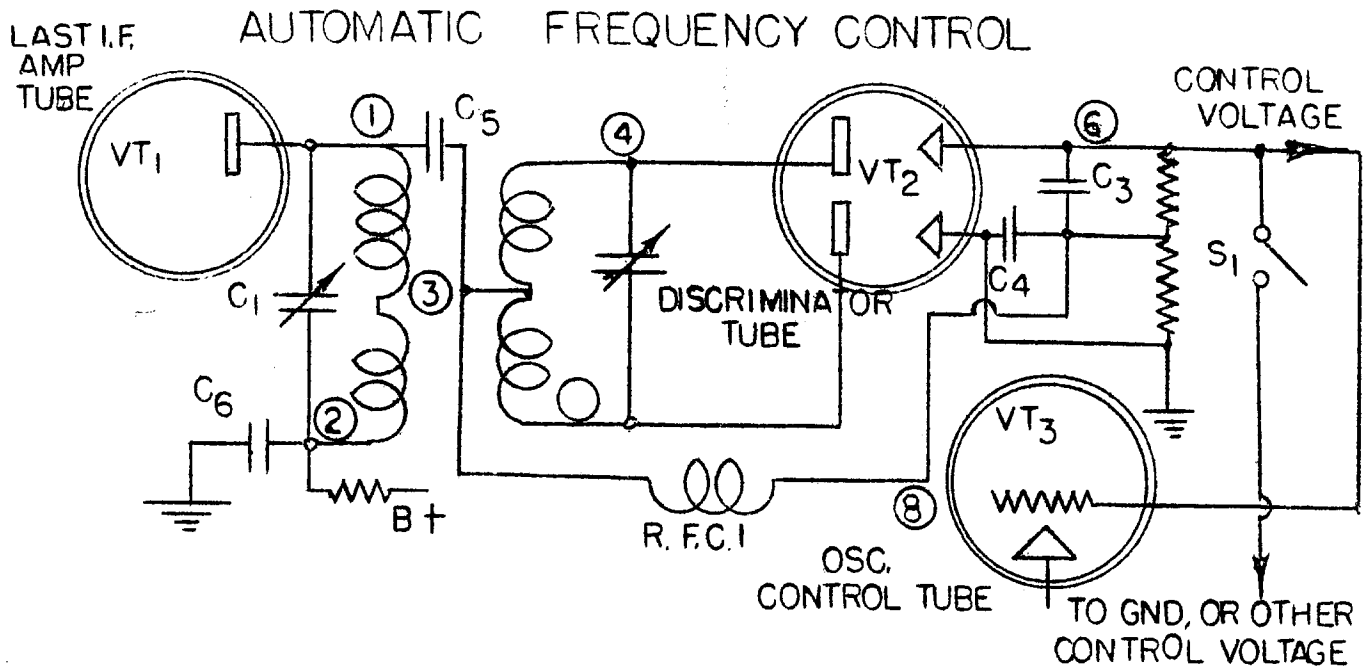 AUTOMATIC FREQUENCY CONTROL
LAST I.F.
AMP
TUBE
VT1
1
C5
4
VT2
6
C3
CONTROL
VOLTAGE
S1
C4
C1
3
DISCRIMINATOR
TUBE
C6
2
B+
R.F.C.1
8
VT3
OSC.
CONTROL TUBE
TO GND, OR OTHER
CONTROL VOLTAGE